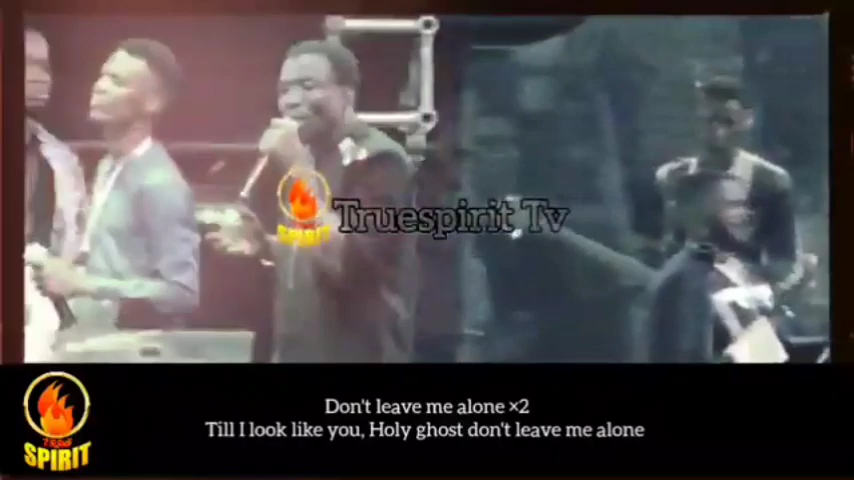 SPIRIT
Truespirit Tv
Don't leave me alone ×2
Till I look like you, Holy ghost don't leave me alone
TRUE
SPIRIT